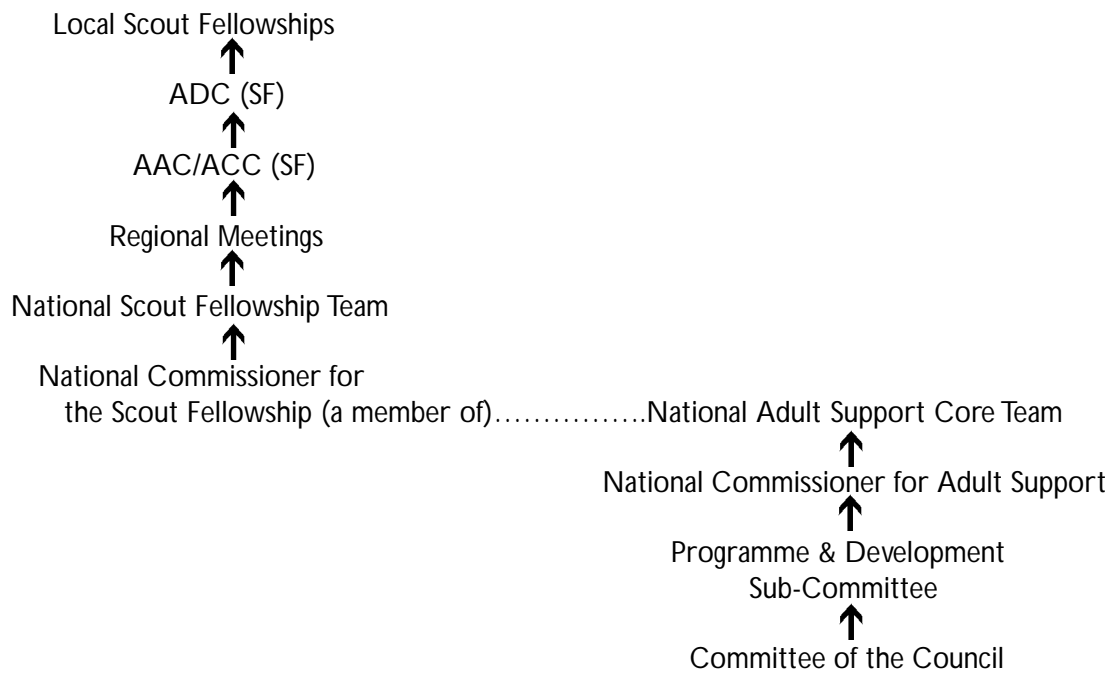 Local Scout Fellowships
ADC (SF)
AAC/ACC (SF)
Regional Meetings
National Scout Fellowship Team
National Commissioner for
the Scout Fellowship (a member of)................National Adult Support Core Team
National Commissioner for Adult Support
Programme & Development
Sub-Committee
Committee of the Council